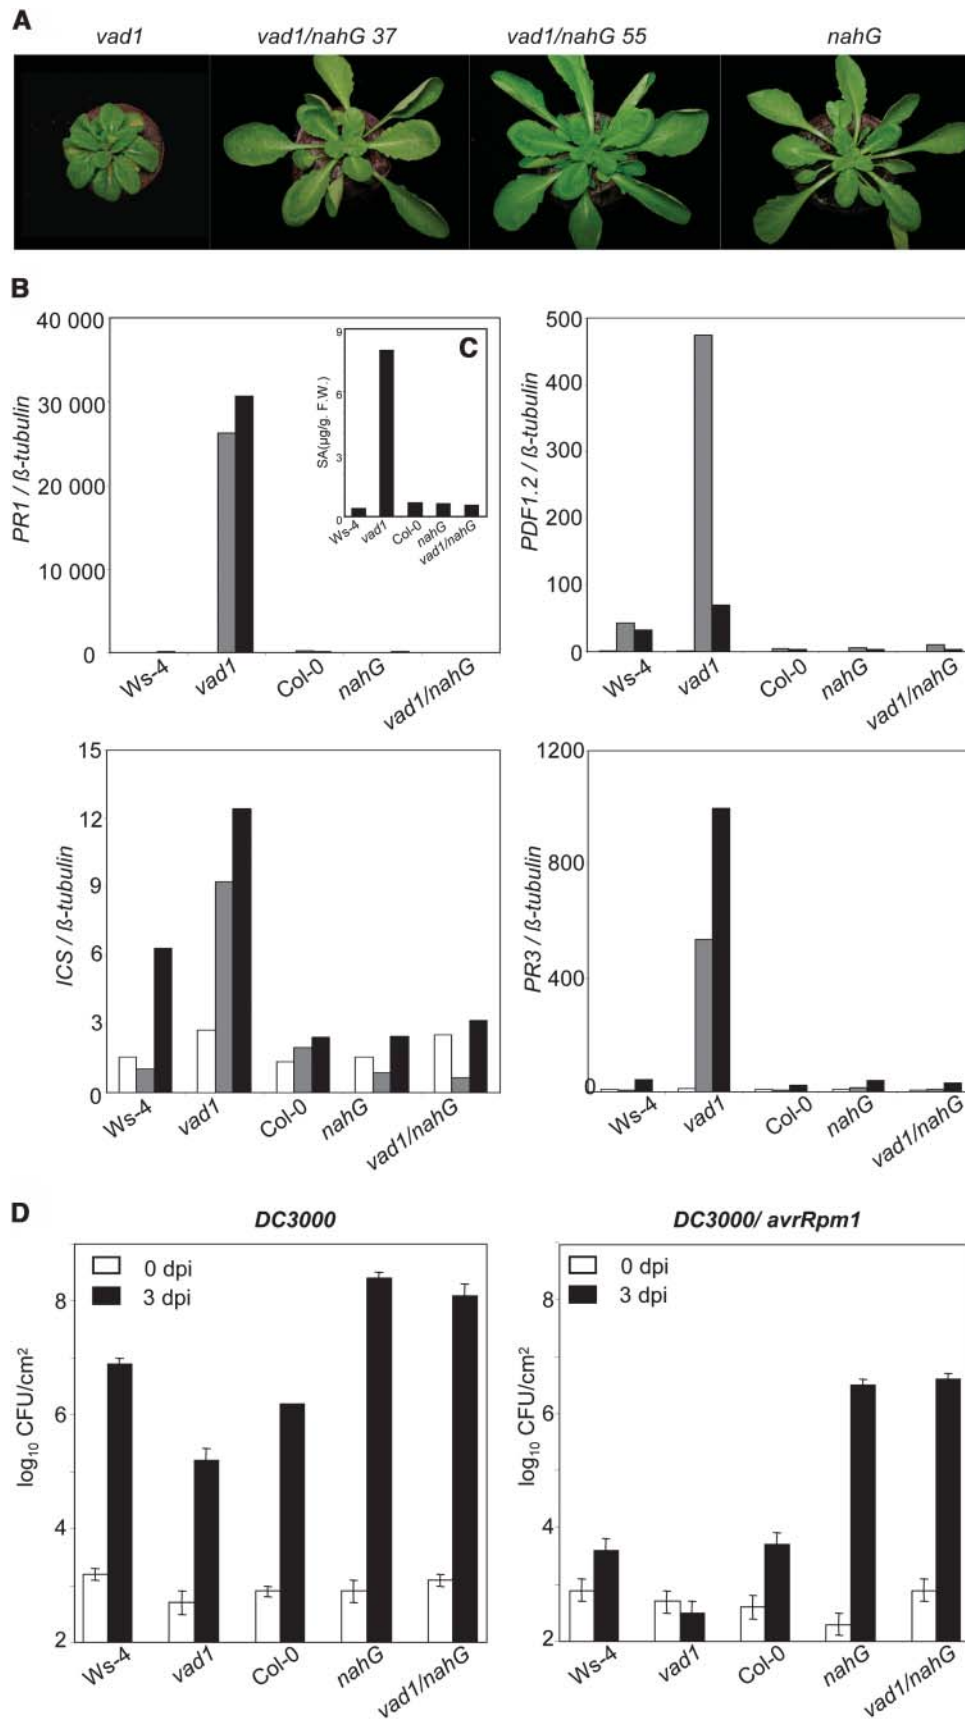 A
vad1 vad1/nahG 37 vad1/nahG 55 nahG
B
40 000
30 000
20 000
10 000
0
PR1 / ß-tubulin
Ws-4 vad1 Col-0 nahG vad1/nahG
C
9
6
3
0
SA(µg/g. F.W.)
Ws-4 vad1 Col-0 nahG vad1/nahG
500
400
300
200
100
0
PDF1.2 / ß-tubulin
Ws-4 vad1 Col-0 nahG vad1/nahG
15
12
9
6
3
0
ICS / ß-tubulin
Ws-4 vad1 Col-0 nahG vad1/nahG
1200
800
400
0
PR3 / ß-tubulin
Ws-4 vad1 Col-0 nahG vad1/nahG
D
DC3000
0 dpi
3 dpi
8
6
4
2
log₁₀ CFU/cm²
Ws-4 vad1 Col-0 nahG vad1/nahG
DC3000/ avrRpm1
0 dpi
3 dpi
8
6
4
2
log₁₀ CFU/cm²
Ws-4 vad1 Col-0 nahG vad1/nahG